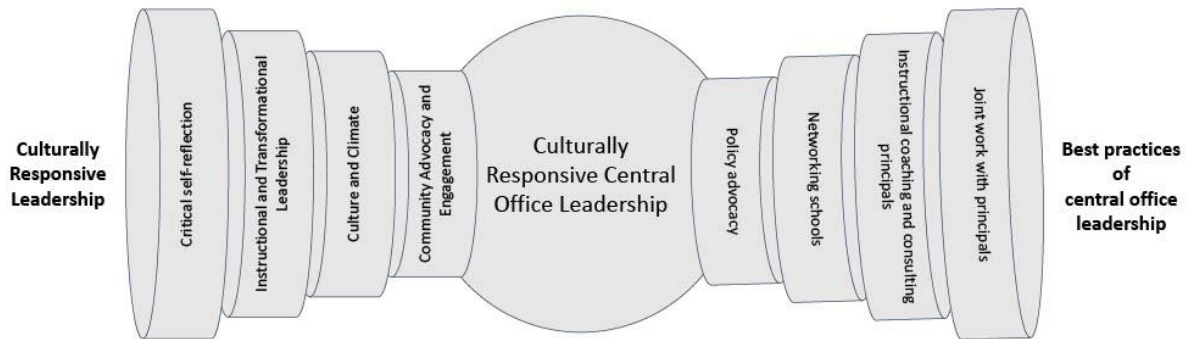 Culturally
Responsive
Leadership
Critical self-reflection
Instructional and Transformational
Leadership
Culture and Climate
Community Advocacy and
Engagement
Culturally
Responsive Central
Office Leadership
Policy advocacy
Networking schools
Instructional coaching and consulting
principals
Joint work with principals
Best practices
of
central office
leadership